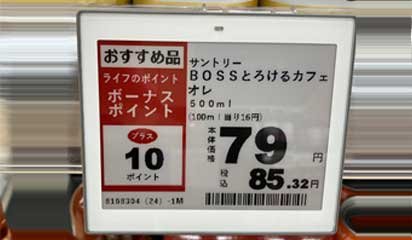 おすすめ品
ライフのポイント
ボーナス
ポイント
プラス
10
ポイント
サントリー
BOSSとろけるカフェ
オレ
500ml
(100ml当り16円)
本体価格 79 円
税込 85.32円
8198304 (24) -1M